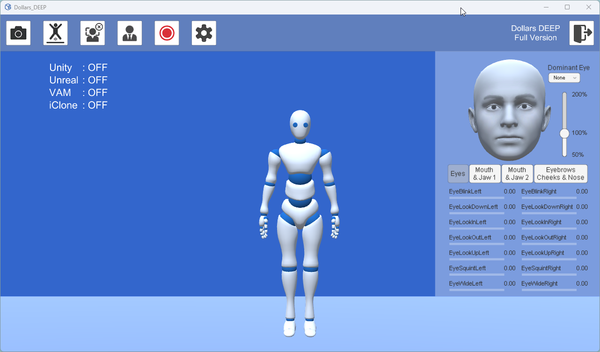 Dollars_DEEP
Dollars DEEP
Full Version
Unity : OFF
Unreal : OFF
VAM : OFF
iClone : OFF
Dominant Eye
None
200%
100%
50%
Eyes
Mouth & Jaw 1
Mouth & Jaw 2
Eyebrows Cheeks & Nose
EyeBlinkLeft 0.00 EyeBlinkRight 0.00
EyeLookDownLeft 0.00 EyeLookDownRight 0.00
EyeLookInLeft 0.00 EyeLookInRight 0.00
EyeLookOutLeft 0.00 EyeLookOutRight 0.00
EyeLookUpLeft 0.00 EyeLookUpRight 0.00
EyeSquintLeft 0.00 EyeSquintRight 0.00
EyeWideLeft 0.00 EyeWideRight 0.00